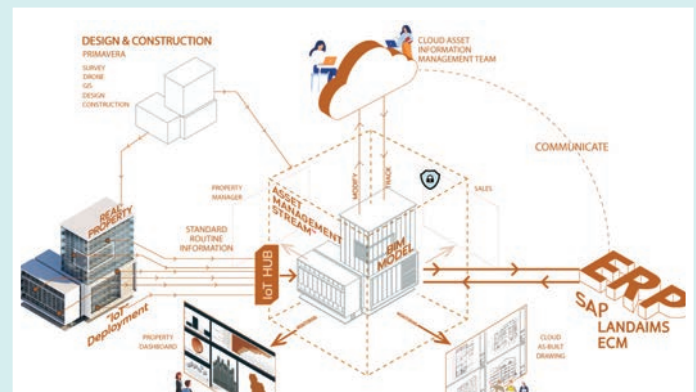 DESIGN & CONSTRUCTION
PRIMAVERA
SURVEY
DRONE
GIS
DESIGN
CONSTRUCTION
CLOUD ASSET
INFORMATION
MANAGEMENT TEAM
COMMUNICATE
MODIFY
TRACK
PROPERTY
MANAGER
SALES
ASSET
MANAGEMENT
STREAM
REAL
PROPERTY
STANDARD
ROUTINE
INFORMATION
IoT HUB
BIM
MODEL
ERP
SAP
LANDAIMS
ECM
"IoT"
Deployment
PROPERTY
DASHBOARD
CLOUD
AS-BUILT
DRAWING